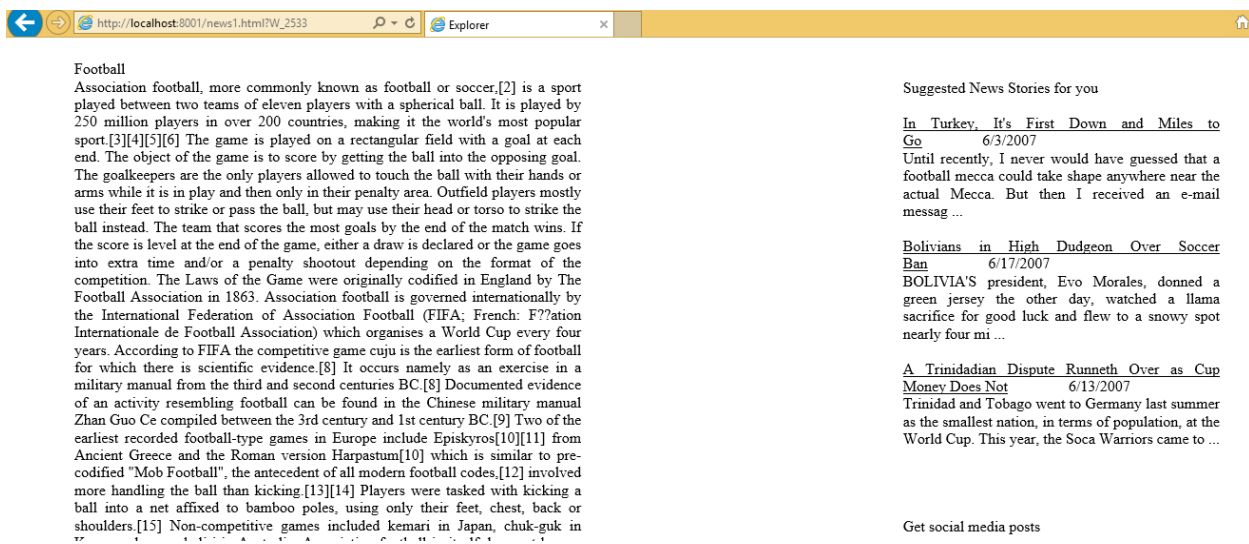 http://localhost:8001/news1.html?W_2533
Explorer
Football
Association football, more commonly known as football or soccer,[2] is a sport
played between two teams of eleven players with a spherical ball. It is played by
250 million players in over 200 countries, making it the world's most popular
sport.[3][4][5][6] The game is played on a rectangular field with a goal at each
end. The object of the game is to score by getting the ball into the opposing goal.
The goalkeepers are the only players allowed to touch the ball with their hands or
arms while it is in play and then only in their penalty area. Outfield players mostly
use their feet to strike or pass the ball, but may use their head or torso to strike the
ball instead. The team that scores the most goals by the end of the match wins. If
the score is level at the end of the game, either a draw is declared or the game goes
into extra time and/or a penalty shootout depending on the format of the
competition. The Laws of the Game were originally codified in England by The
Football Association in 1863. Association football is governed internationally by
the International Federation of Association Football (FIFA; French: F??ation
Internationale de Football Association) which organises a World Cup every four
years. According to FIFA the competitive game cuju is the earliest form of football
for which there is scientific evidence.[8] It occurs namely as an exercise in a
military manual from the third and second centuries BC.[8] Documented evidence
of an activity resembling football can be found in the Chinese military manual
Zhan Guo Ce compiled between the 3rd century and 1st century BC.[9] Two of the
earliest recorded football-type games in Europe include Episkyros[10][11] from
Ancient Greece and the Roman version Harpastum[10] which is similar to pre-
codified "Mob Football", the antecedent of all modern football codes,[12] involved
more handling the ball than kicking.[13][14] Players were tasked with kicking a
ball into a net affixed to bamboo poles, using only their feet, chest, back or
shoulders.[15] Non-competitive games included kemari in Japan, chuk-guk in
Suggested News Stories for you
In Turkey, It's First Down and Miles to
Go 6/3/2007
Until recently, I never would have guessed that a
football mecca could take shape anywhere near the
actual Mecca. But then I received an e-mail
messag ...
Bolivians in High Dudgeon Over Soccer
Ban 6/17/2007
BOLIVIA'S president, Evo Morales, donned a
green jersey the other day, watched a llama
sacrifice for good luck and flew to a snowy spot
nearly four mi ...
A Trinidadian Dispute Runneth Over as Cup
Money Does Not 6/13/2007
Trinidad and Tobago went to Germany last summer
as the smallest nation, in terms of population, at the
World Cup. This year, the Soca Warriors came to ...
Get social media posts